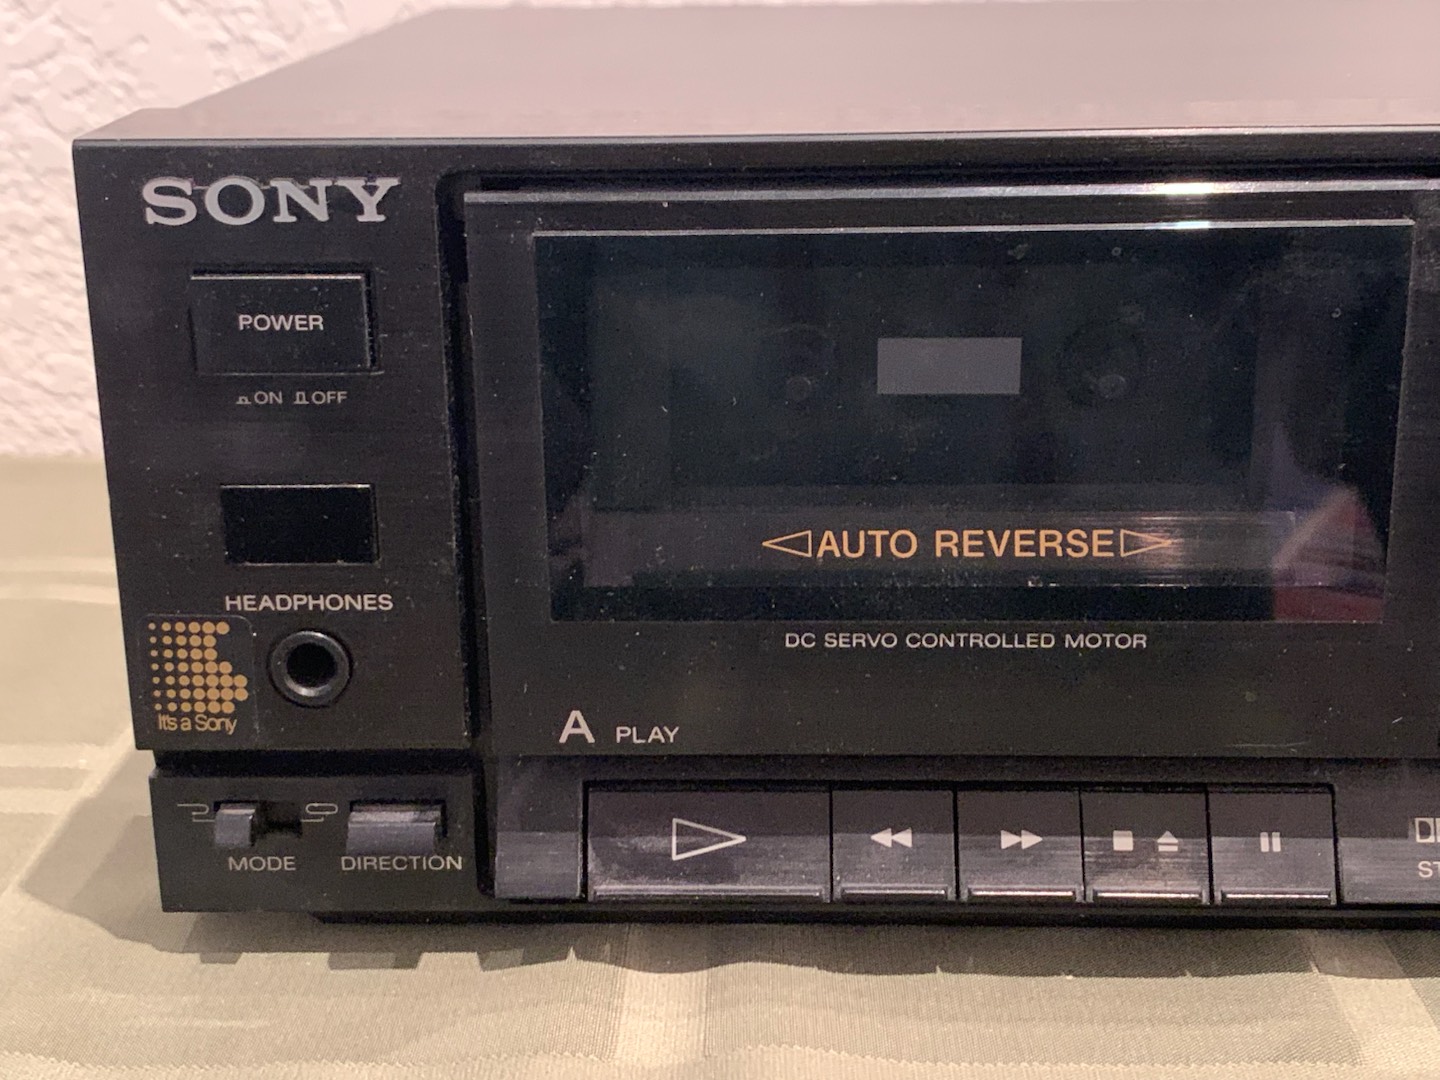 SONY
POWER
ON OFF
AUTO REVERSE
HEADPHONES
It's a Sony
DC SERVO CONTROLLED MOTOR
A PLAY
MODE DIRECTION